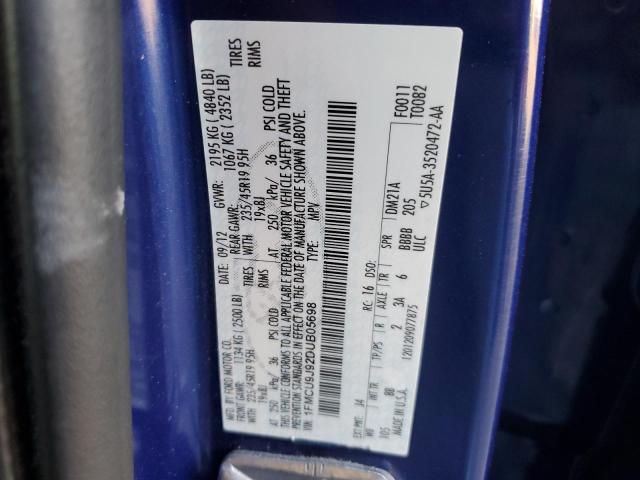 MFD. BY FORD MOTOR CO.
DATE: 09/12 GVWR: 2195 KG ( 4840 LB)
FRONT GAWR: 1134 KG ( 2500 LB) REAR GAWR: 1067 KG ( 2352 LB)
WITH 235/45R19 95H TIRES WITH 235/45R19 95H TIRES
19x8J RIMS 19x8J RIMS
AT 250 kPa/ 36 PSI COLD AT 250 kPa/ 36 PSI COLD
THIS VEHICLE CONFORMS TO ALL APPLICABLE FEDERAL MOTOR VEHICLE SAFETY AND THEFT
PREVENTION STANDARDS IN EFFECT ON THE DATE OF MANUFACTURE SHOWN ABOVE.
VIN: 1FMCU9J92DUB05698 TYPE: MPV
F0011
T00B2
EXT PNT: J4 RC: 16 DSO:
WB INT TR TP/PS R AXLE TR SPR DM21A
105 80 2 3A 6 BBBB 205
ULC
MADE IN U.S.A. 1201209077875 ▽5U5A-3520472-AA